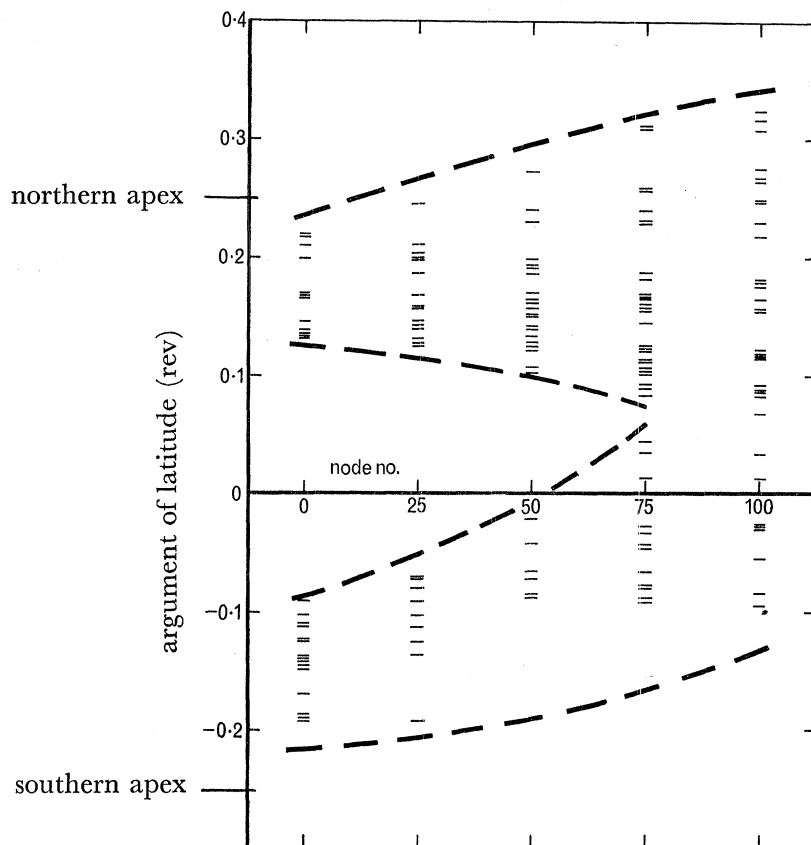 0·4
0·3
northern apex
0·2
0·1
argument of latitude (rev)
node no.
0
0 25 50 75 100
−0·1
−0·2
southern apex